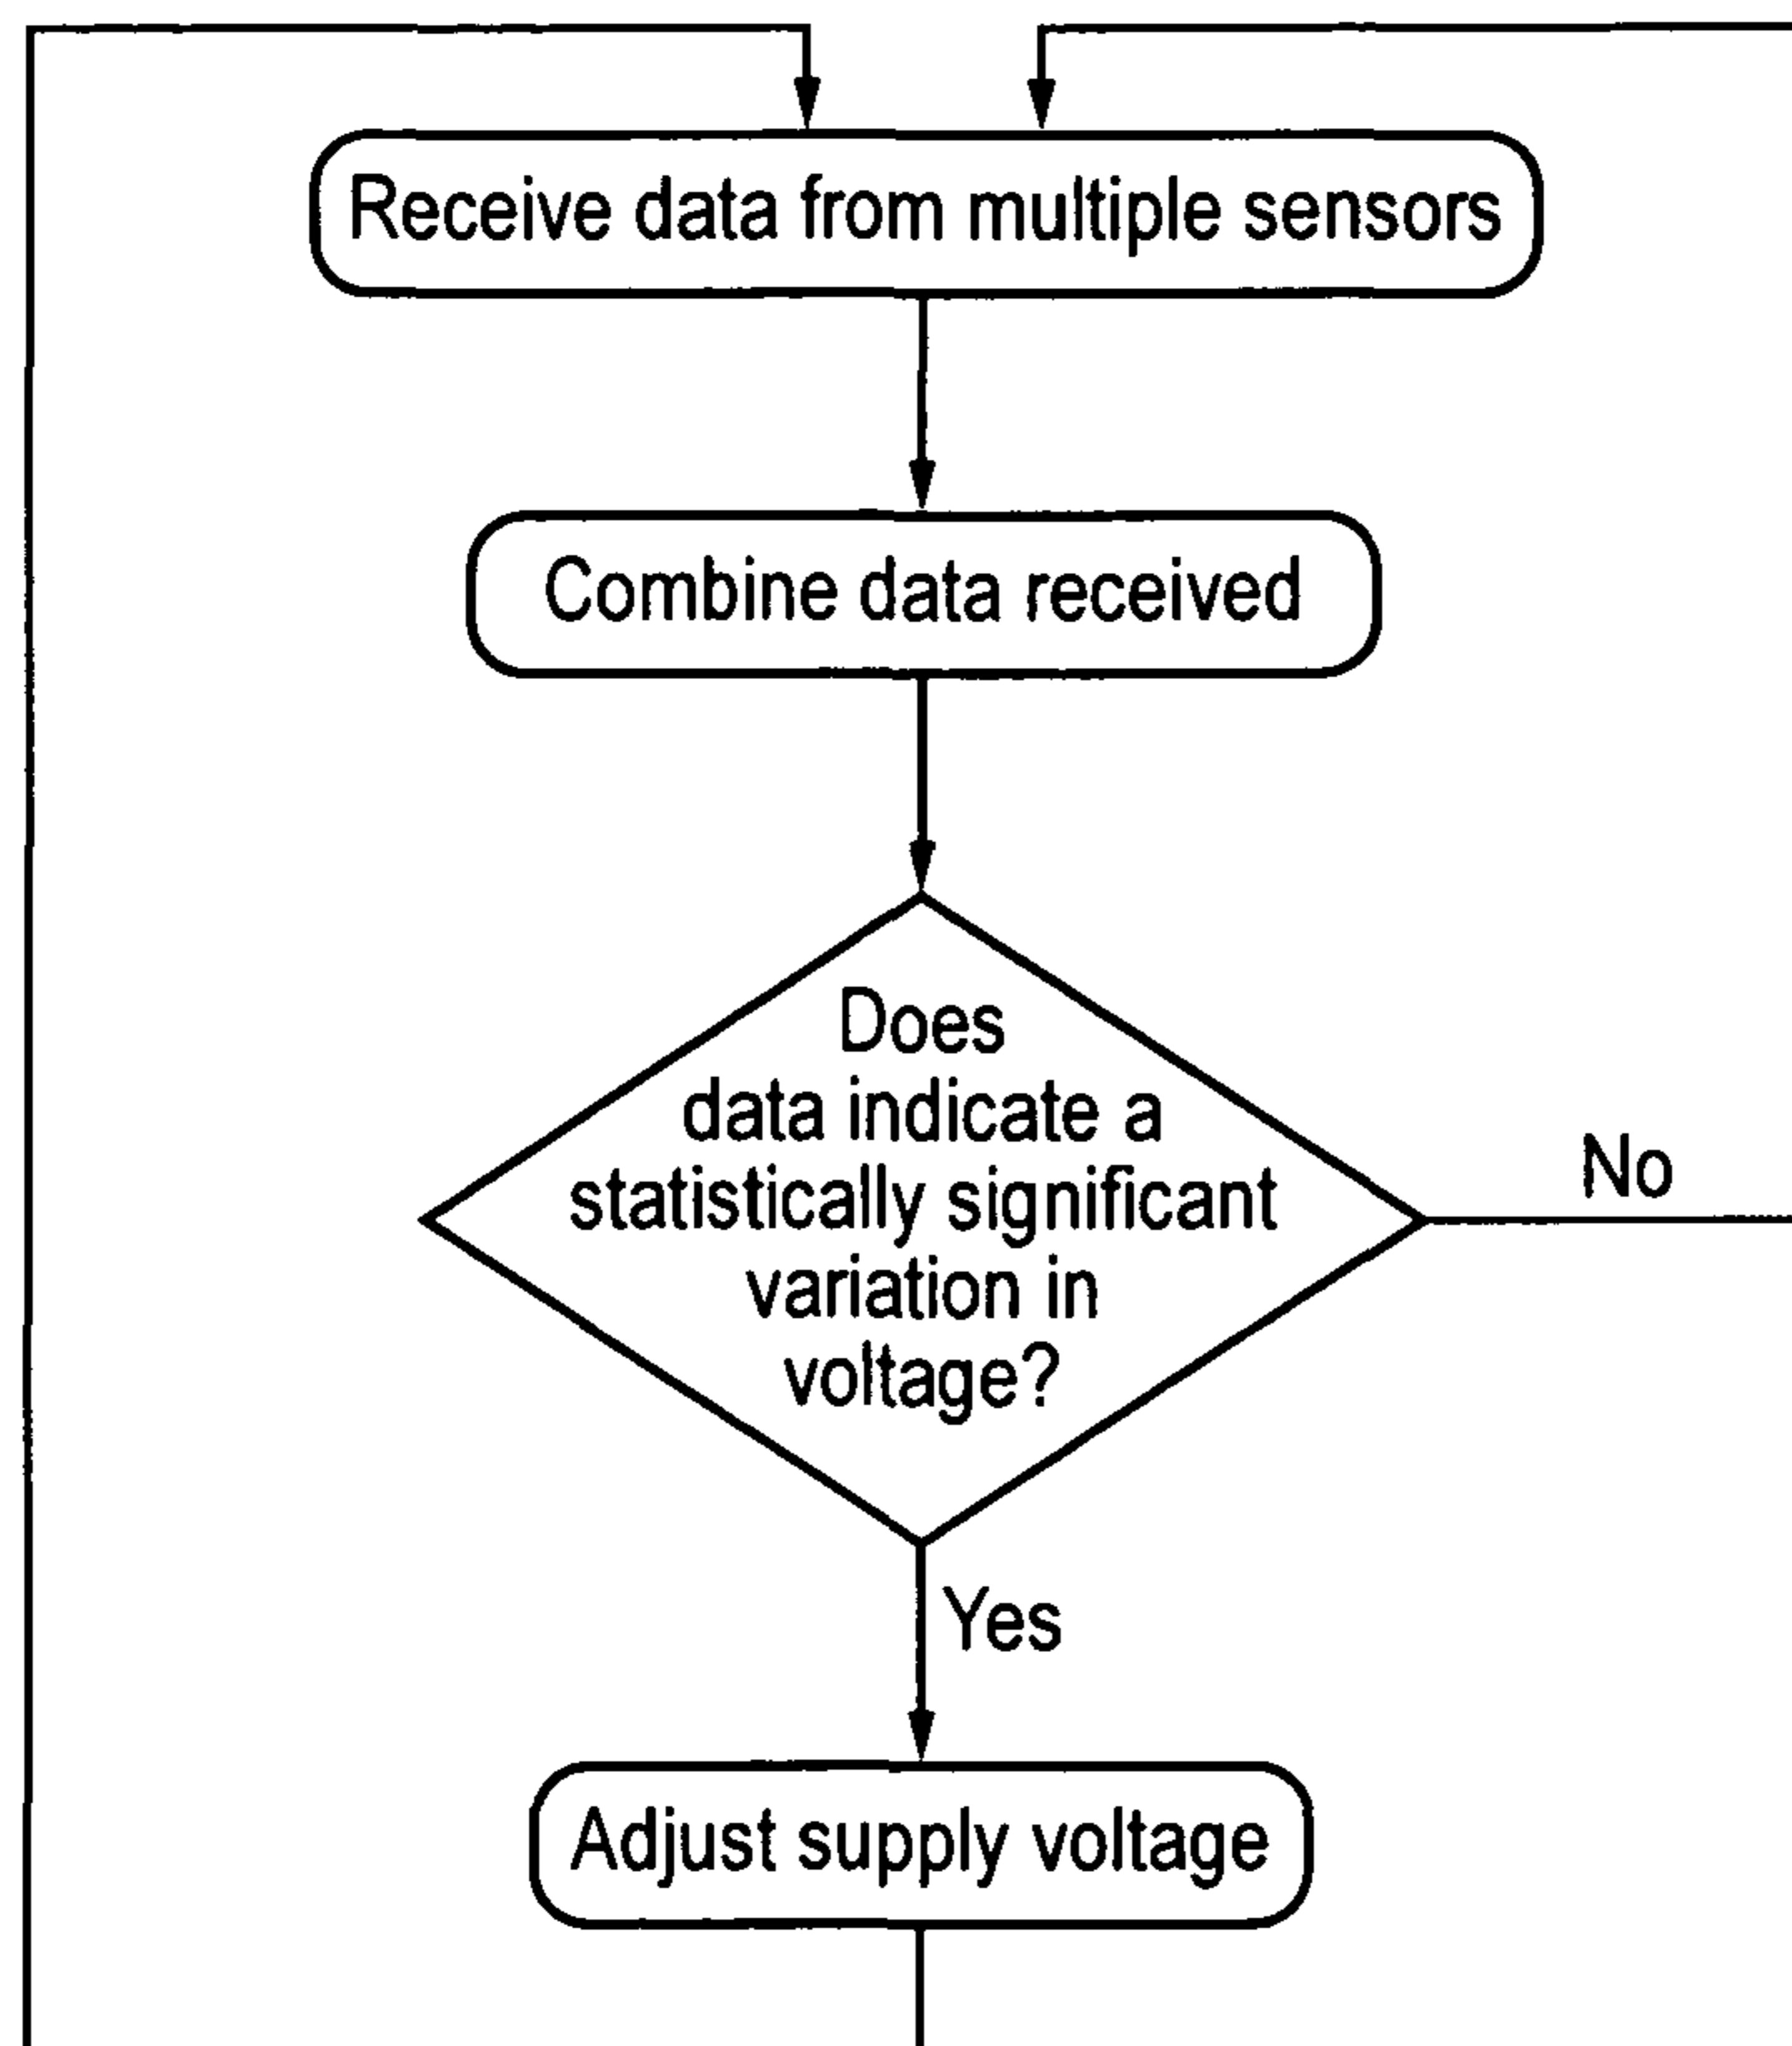 Receive data from multiple sensors
Combine data received
Does
data indicate a
statistically significant
variation in
voltage?
No
Yes
Adjust supply voltage